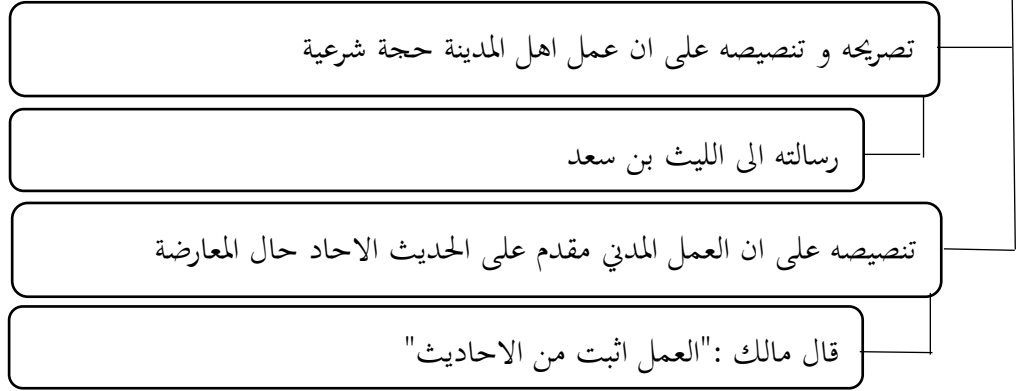 تصريحه و تنصيصه على ان عمل اهل المدينة حجة شرعية
رسالته الى الليث بن سعد
تنصيصه على ان العمل المدني مقدم على الحديث الاحاد حال المعارضة
قال مالك :"العمل اثبت من الاحاديث"